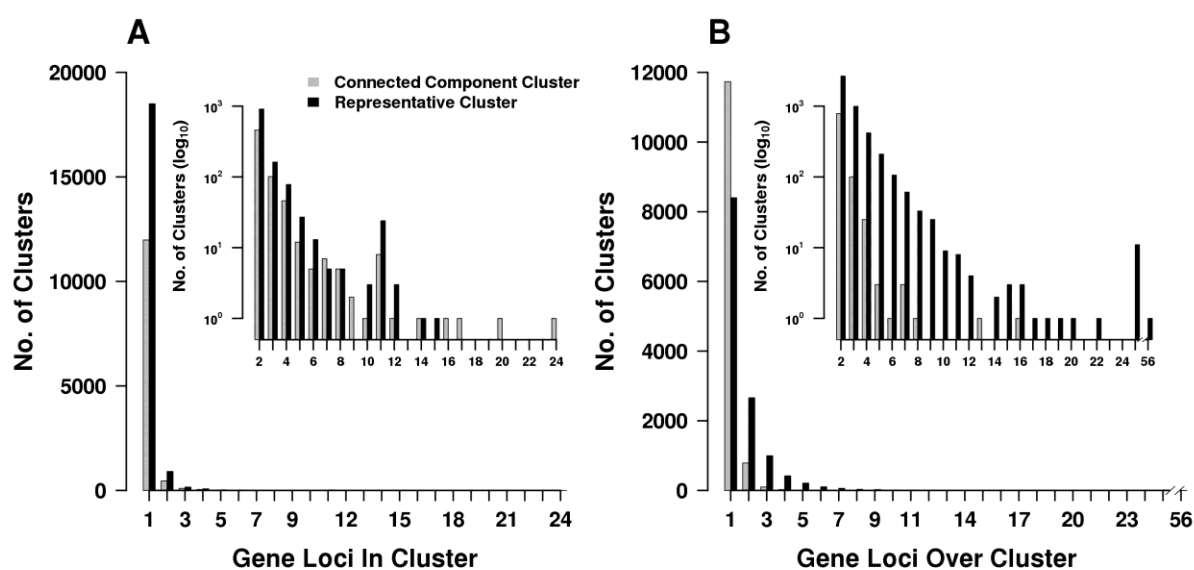 A
20000
15000
10000
5000
0
No. of Clusters
Connected Component Cluster
Representative Cluster
10³
10²
10¹
10⁰
No. of Clusters (log₁₀)
2 4 6 8 10 12 14 16 18 20 22 24
1 3 5 7 9 12 15 18 21 24
Gene Loci In Cluster
B
12000
10000
8000
6000
4000
2000
0
No. of Clusters
10³
10²
10¹
10⁰
No. of Clusters (log₁₀)
2 4 6 8 10 12 14 16 18 20 22 24 56
1 3 5 7 9 11 14 17 20 23 56
Gene Loci Over Cluster